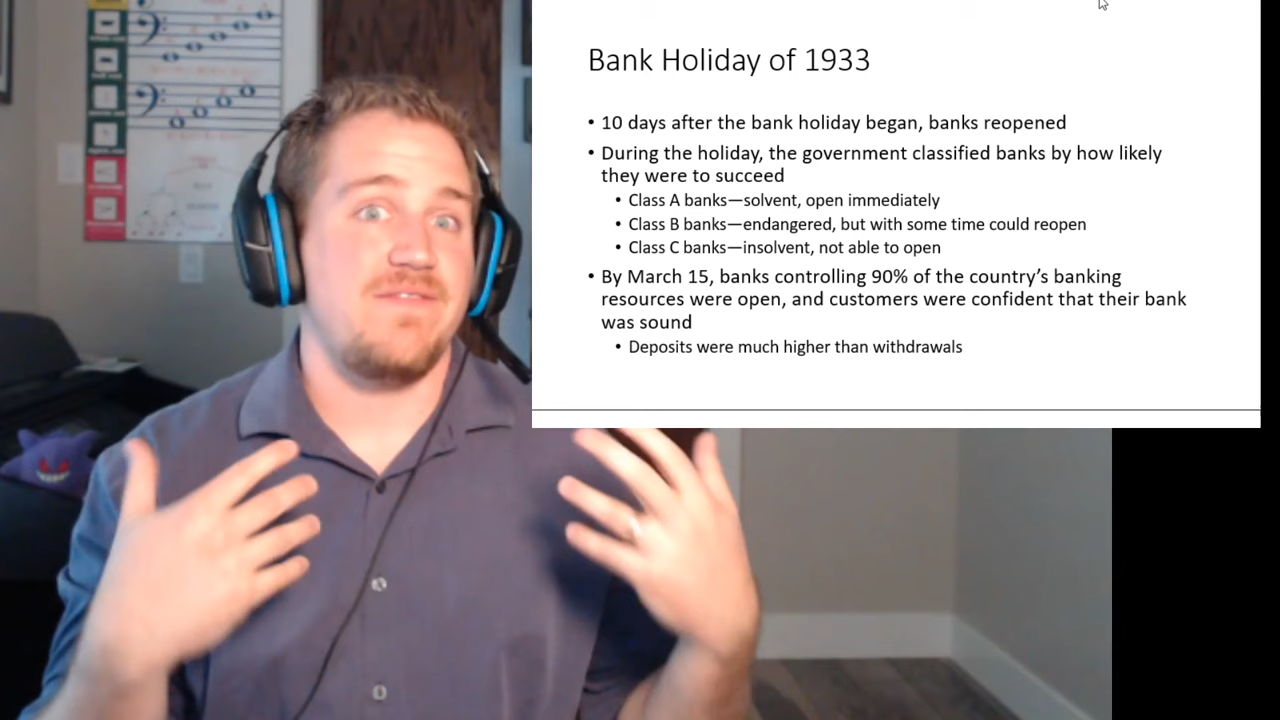 Bank Holiday of 1933
• 10 days after the bank holiday began, banks reopened
• During the holiday, the government classified banks by how likely
they were to succeed
• Class A banks—solvent, open immediately
• Class B banks—endangered, but with some time could reopen
• Class C banks—insolvent, not able to open
• By March 15, banks controlling 90% of the country’s banking
resources were open, and customers were confident that their bank
was sound
• Deposits were much higher than withdrawals